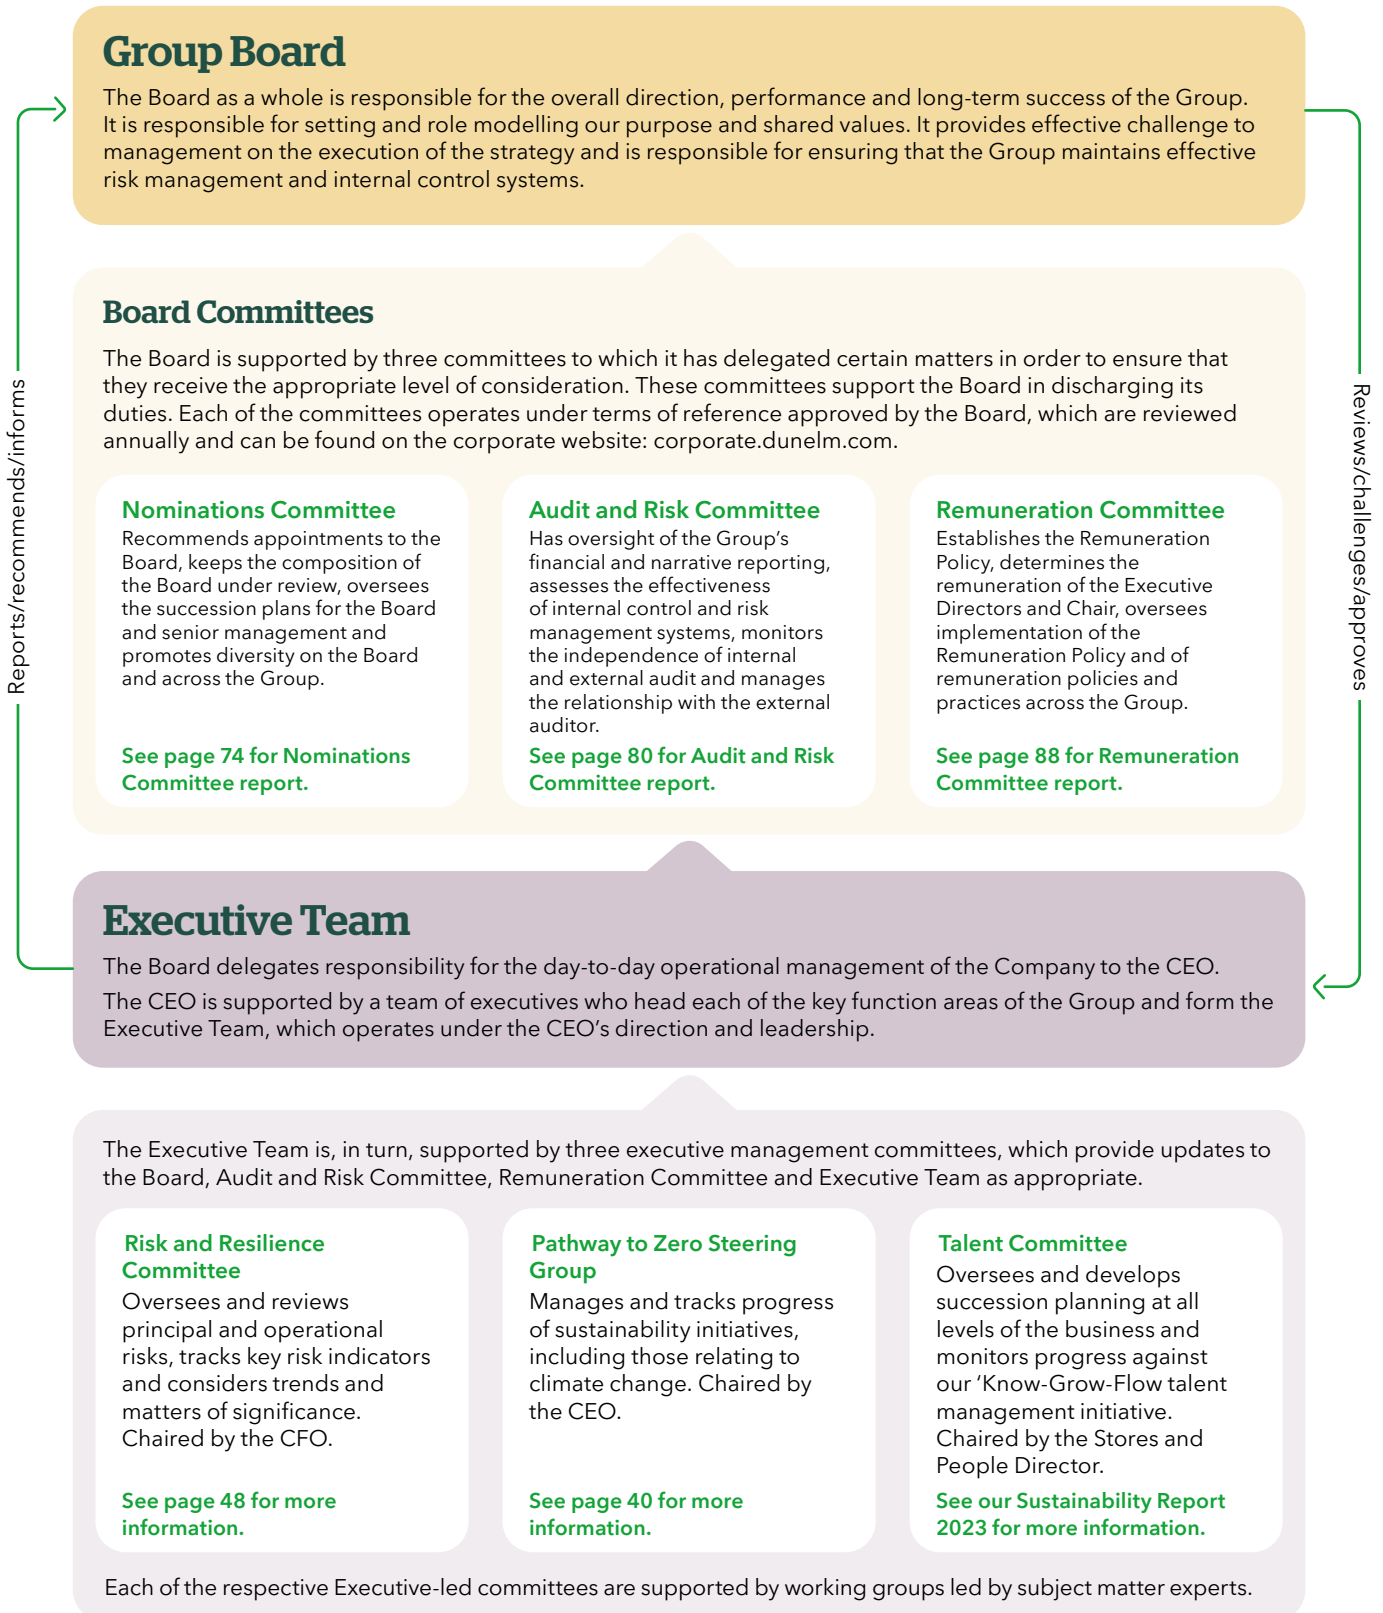 Group Board
The Board as a whole is responsible for the overall direction, performance and long-term success of the Group.
It is responsible for setting and role modelling our purpose and shared values. It provides effective challenge to
management on the execution of the strategy and is responsible for ensuring that the Group maintains effective
risk management and internal control systems.
Reports/recommends/informs
Reviews/challenges/approves
Board Committees
The Board is supported by three committees to which it has delegated certain matters in order to ensure that
they receive the appropriate level of consideration. These committees support the Board in discharging its
duties. Each of the committees operates under terms of reference approved by the Board, which are reviewed
annually and can be found on the corporate website: corporate.dunelm.com.
Nominations Committee
Recommends appointments to the
Board, keeps the composition of
the Board under review, oversees
the succession plans for the Board
and senior management and
promotes diversity on the Board
and across the Group.
See page 74 for Nominations
Committee report.
Audit and Risk Committee
Has oversight of the Group's
financial and narrative reporting,
assesses the effectiveness
of internal control and risk
management systems, monitors
the independence of internal
and external audit and manages
the relationship with the external
auditor.
See page 80 for Audit and Risk
Committee report.
Remuneration Committee
Establishes the Remuneration
Policy, determines the
remuneration of the Executive
Directors and Chair, oversees
implementation of the
Remuneration Policy and of
remuneration policies and
practices across the Group.
See page 88 for Remuneration
Committee report.
Executive Team
The Board delegates responsibility for the day-to-day operational management of the Company to the CEO.
The CEO is supported by a team of executives who head each of the key function areas of the Group and form the
Executive Team, which operates under the CEO's direction and leadership.
The Executive Team is, in turn, supported by three executive management committees, which provide updates to
the Board, Audit and Risk Committee, Remuneration Committee and Executive Team as appropriate.
Risk and Resilience
Committee
Oversees and reviews
principal and operational
risks, tracks key risk indicators
and considers trends and
matters of significance.
Chaired by the CFO.
See page 48 for more
information.
Pathway to Zero Steering
Group
Manages and tracks progress
of sustainability initiatives,
including those relating to
climate change. Chaired by
the CEO.
See page 40 for more
information.
Talent Committee
Oversees and develops
succession planning at all
levels of the business and
monitors progress against
our ‘Know-Grow-Flow talent
management initiative.
Chaired by the Stores and
People Director.
See our Sustainability Report
2023 for more information.
Each of the respective Executive-led committees are supported by working groups led by subject matter experts.